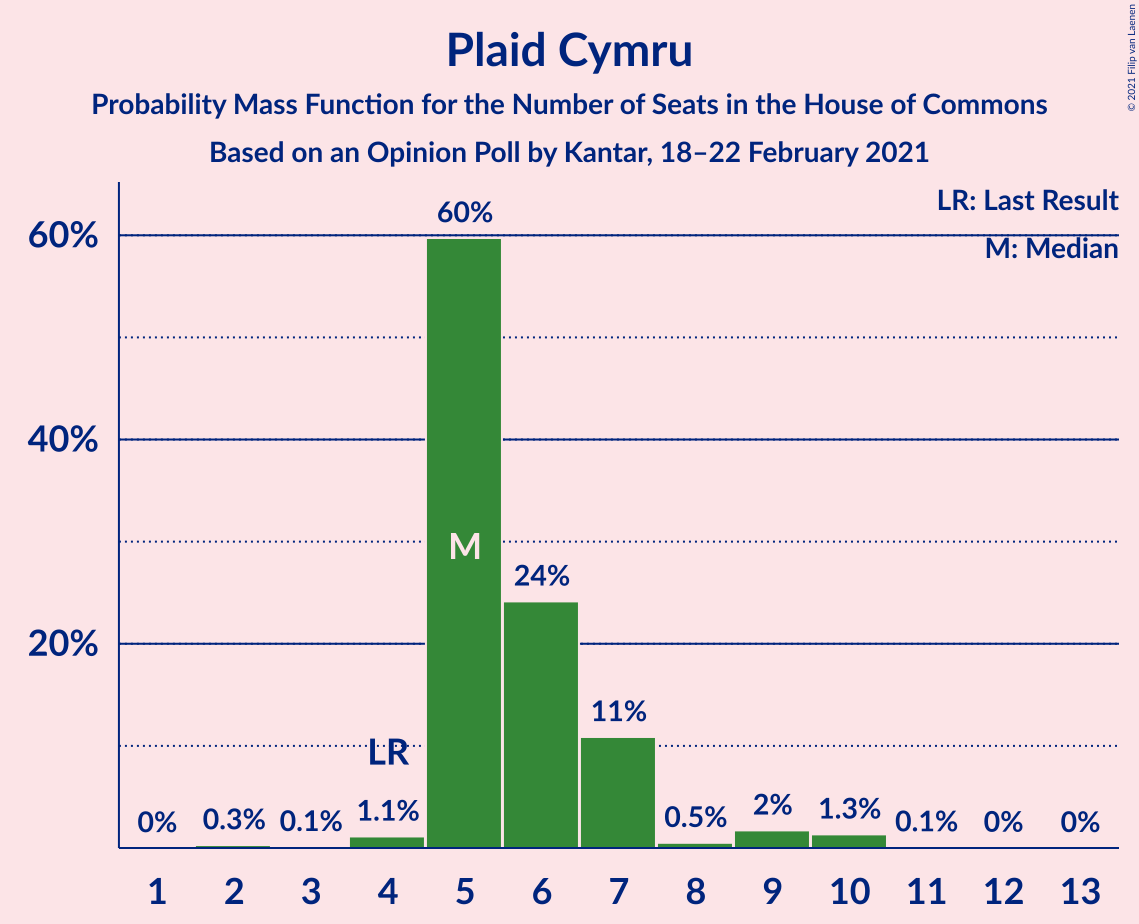 Plaid Cymru
Probability Mass Function for the Number of Seats in the House of Commons
Based on an Opinion Poll by Kantar, 18–22 February 2021
© 2021 Filip van Laenen
LR: Last Result
M: Median
60%
40%
20%
60%
M
24%
11%
LR
0%
0.3%
0.1%
1.1%
0.5%
2%
1.3%
0.1%
0%
0%
1 2 3 4 5 6 7 8 9 10 11 12 13